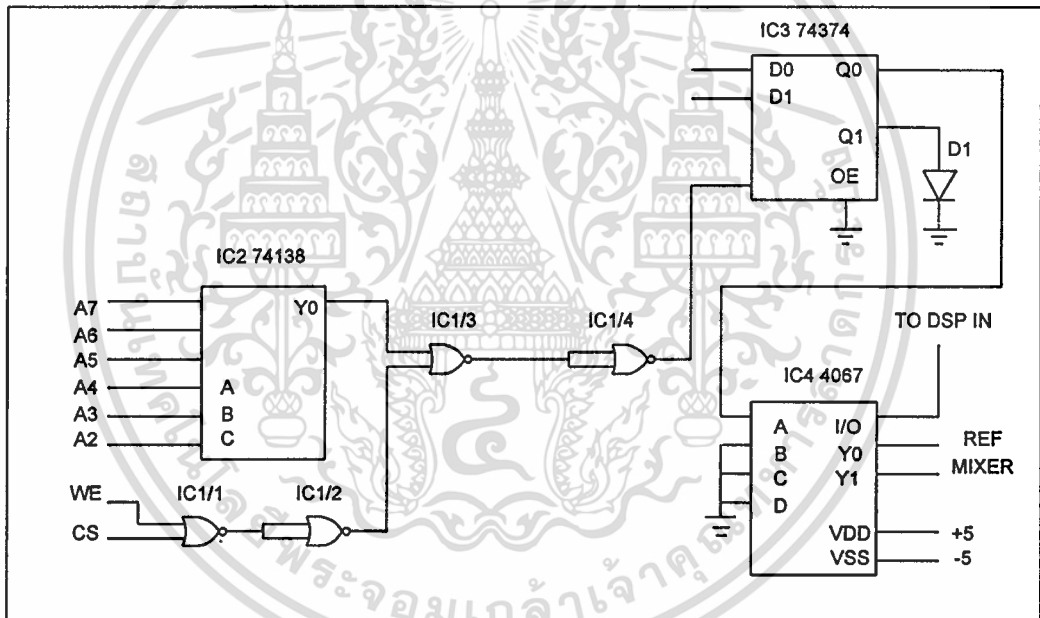 IC3 74374
D0 Q0
D1
Q1
D1
OE
IC2 74138
A7 Y0
A6
A5
A4 A
A3 B
A2 C
IC1/3
IC1/4
TO DSP IN
IC4 4067
A I/O
B Y0 REF
C Y1 MIXER
D
VDD +5
VSS -5
WE
CS
IC1/1
IC1/2